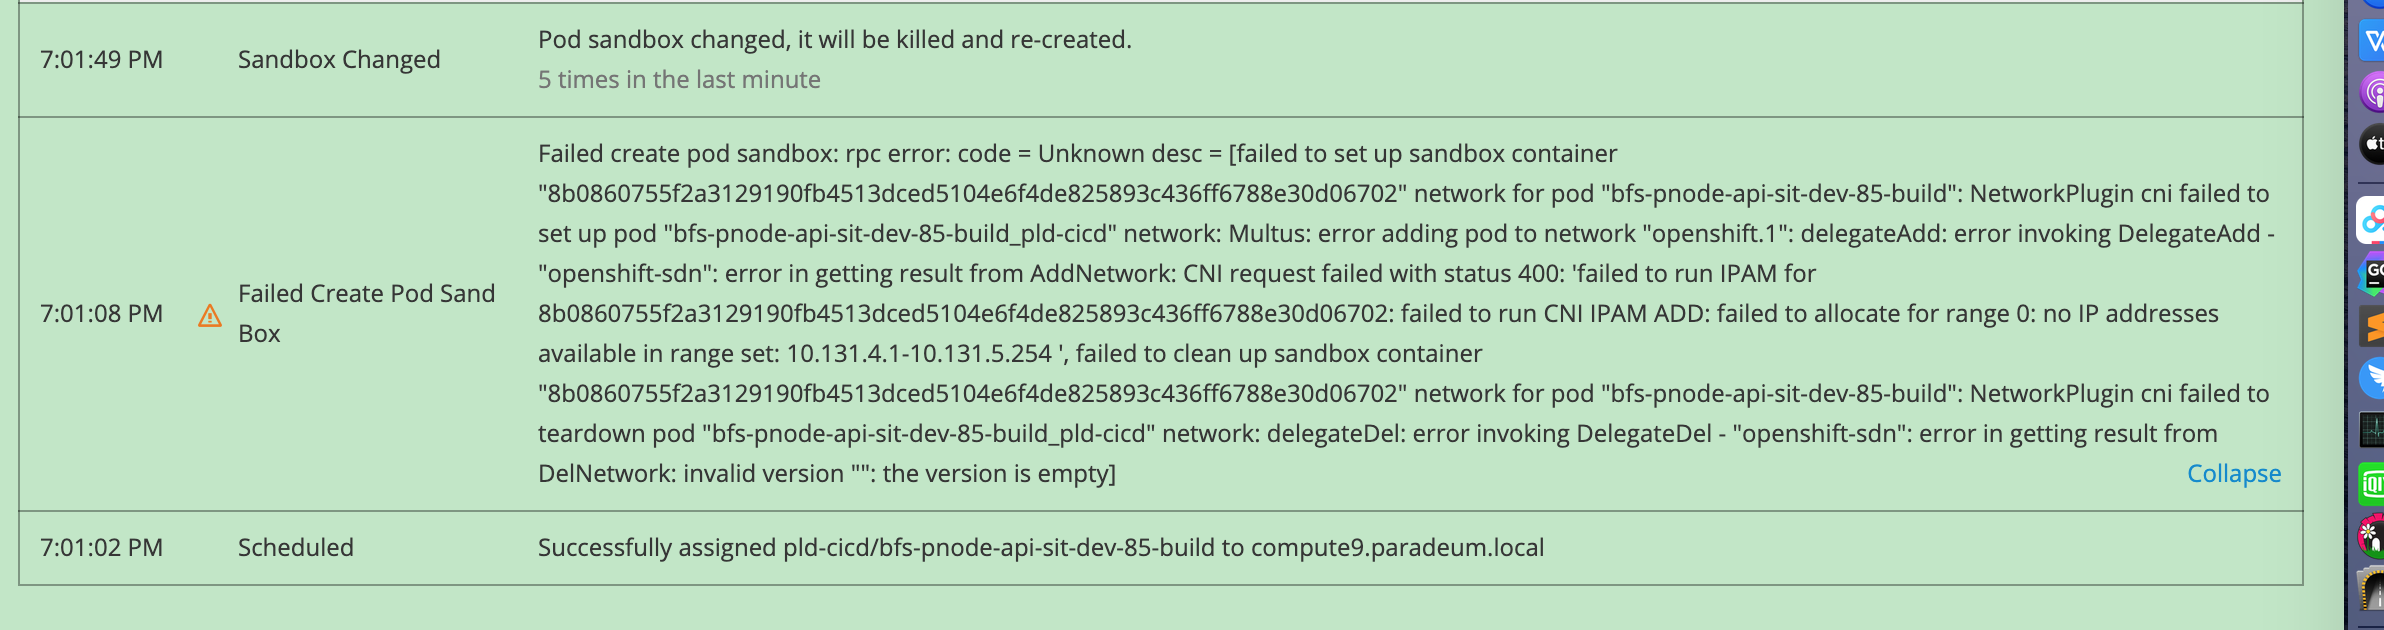 7:01:49 PM
Sandbox Changed
Pod sandbox changed, it will be killed and re-created.
5 times in the last minute
7:01:08 PM
Failed Create Pod Sand
Box
Failed create pod sandbox: rpc error: code = Unknown desc = [failed to set up sandbox container
"8b0860755f2a3129190fb4513dced5104e6f4de825893c436ff6788e30d06702" network for pod "bfs-pnode-api-sit-dev-85-build": NetworkPlugin cni failed to
set up pod "bfs-pnode-api-sit-dev-85-build_pld-cicd" network: Multus: error adding pod to network "openshift.1": delegateAdd: error invoking DelegateAdd -
"openshift-sdn": error in getting result from AddNetwork: CNI request failed with status 400: 'failed to run IPAM for
8b0860755f2a3129190fb4513dced5104e6f4de825893c436ff6788e30d06702: failed to run CNI IPAM ADD: failed to allocate for range 0: no IP addresses
available in range set: 10.131.4.1-10.131.5.254 ', failed to clean up sandbox container
"8b0860755f2a3129190fb4513dced5104e6f4de825893c436ff6788e30d06702" network for pod "bfs-pnode-api-sit-dev-85-build": NetworkPlugin cni failed to
teardown pod "bfs-pnode-api-sit-dev-85-build_pld-cicd" network: delegateDel: error invoking DelegateDel - "openshift-sdn": error in getting result from
DelNetwork: invalid version "": the version is empty]
Collapse
7:01:02 PM
Scheduled
Successfully assigned pld-cicd/bfs-pnode-api-sit-dev-85-build to compute9.paradeum.local